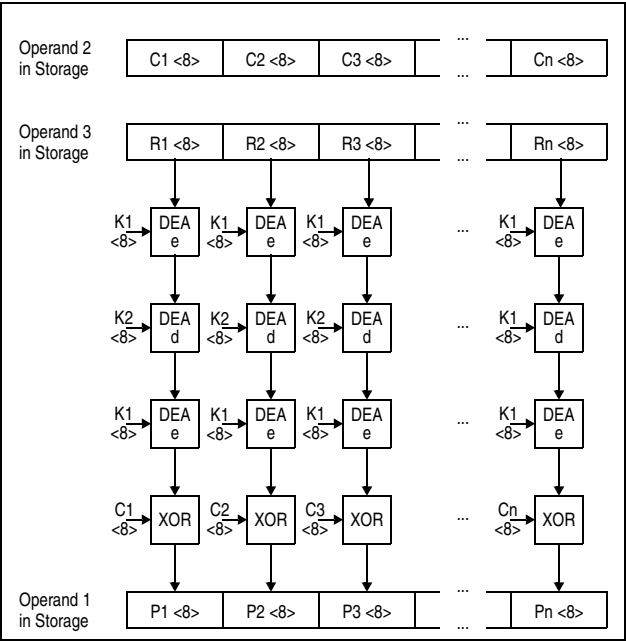 ...
Operand 2
in Storage
C1 <8> C2 <8> C3 <8> Cn <8>
...
...
Operand 3
in Storage
R1 <8> R2 <8> R3 <8> Rn <8>
...
K1 <8> DEA e K1 <8> DEA e K1 <8> DEA e ... K1 <8> DEA e
K2 <8> DEA d K2 <8> DEA d K2 <8> DEA d ... K1 <8> DEA d
K1 <8> DEA e K1 <8> DEA e K1 <8> DEA e ... K1 <8> DEA e
C1 <8> XOR C2 <8> XOR C3 <8> XOR ... Cn <8> XOR
...
Operand 1
in Storage
P1 <8> P2 <8> P3 <8> Pn <8>
...